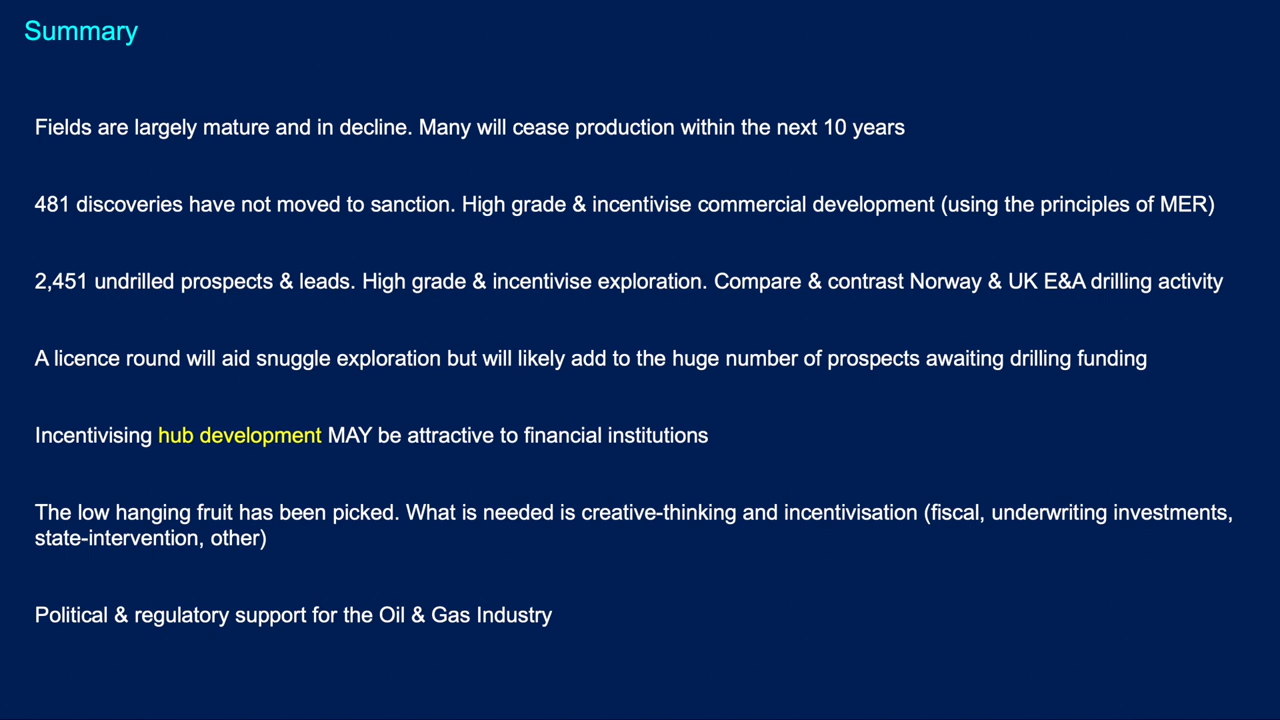 Summary
Fields are largely mature and in decline. Many will cease production within the next 10 years
481 discoveries have not moved to sanction. High grade & incentivise commercial development (using the principles of MER)
2,451 undrilled prospects & leads. High grade & incentivise exploration. Compare & contrast Norway & UK E&A drilling activity
A licence round will aid snuggle exploration but will likely add to the huge number of prospects awaiting drilling funding
Incentivising hub development MAY be attractive to financial institutions
The low hanging fruit has been picked. What is needed is creative-thinking and incentivisation (fiscal, underwriting investments,
state-intervention, other)
Political & regulatory support for the Oil & Gas Industry